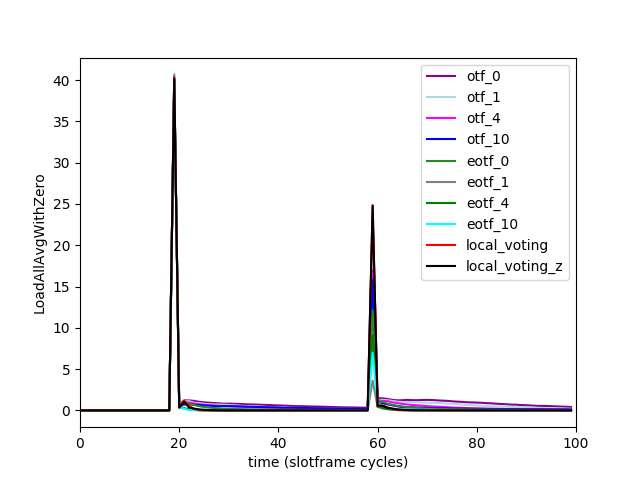 LoadAllAvgWithZero
40
35
30
25
20
15
10
5
0
0 20 40 60 80 100
time (slotframe cycles)
otf_0
otf_1
otf_4
otf_10
eotf_0
eotf_1
eotf_4
eotf_10
local_voting
local_voting_z